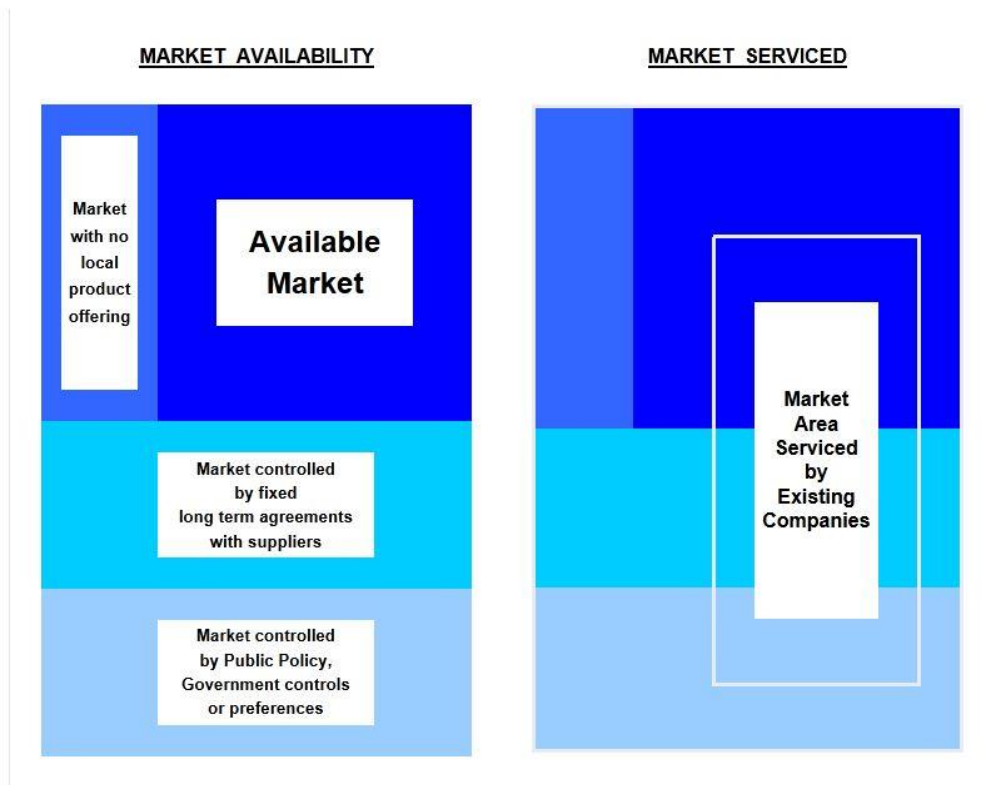 MARKET AVAILABILITY
MARKET SERVICED
Market
with no
local
product
offering
Available
Market
Market controlled
by fixed
long term agreements
with suppliers
Market controlled
by Public Policy,
Government controls
or preferences
Market
Area
Serviced
by
Existing
Companies